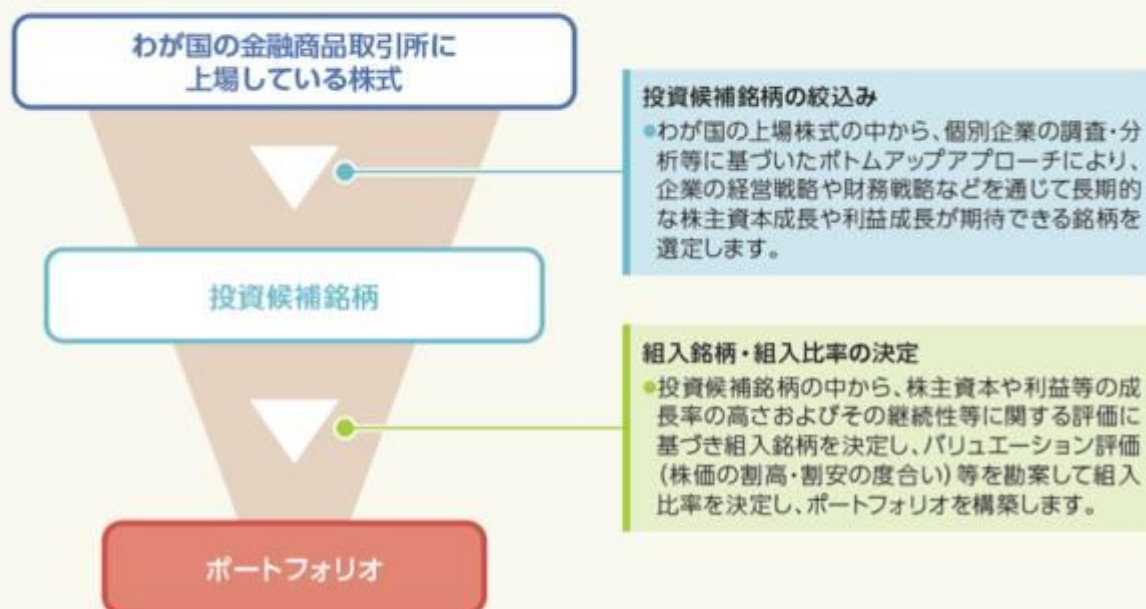 わが国の金融商品取引所に
上場している株式
投資候補銘柄の絞込み
●わが国の上場株式の中から、個別企業の調査・分
析等に基づいたボトムアップアプローチにより、
企業の経営戦略や財務戦略などを通じて長期的
な株主資本成長や利益成長が期待できる銘柄を
選定します。
投資候補銘柄
組入銘柄・組入比率の決定
●投資候補銘柄の中から、株主資本や利益等の成
長率の高さおよびその継続性等に関する評価に
基づき組入銘柄を決定し、バリュエーション評価
(株価の割高・割安の度合い)等を勘案して組入
比率を決定し、ポートフォリオを構築します。
ポートフォリオ